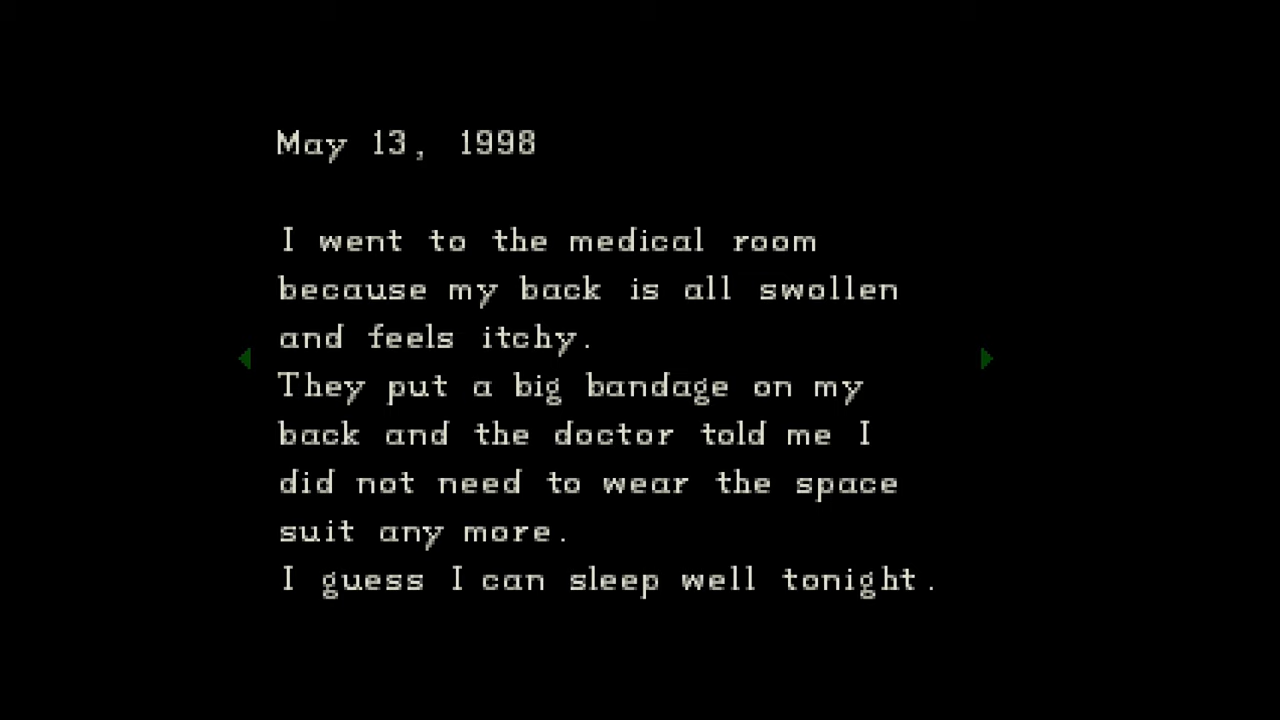 May 13, 1998
I went to the medical room
because my back is all swollen
and feels itchy.
They put a big bandage on my
back and the doctor told me I
did not need to wear the space
suit any more.
I guess I can sleep well tonight.